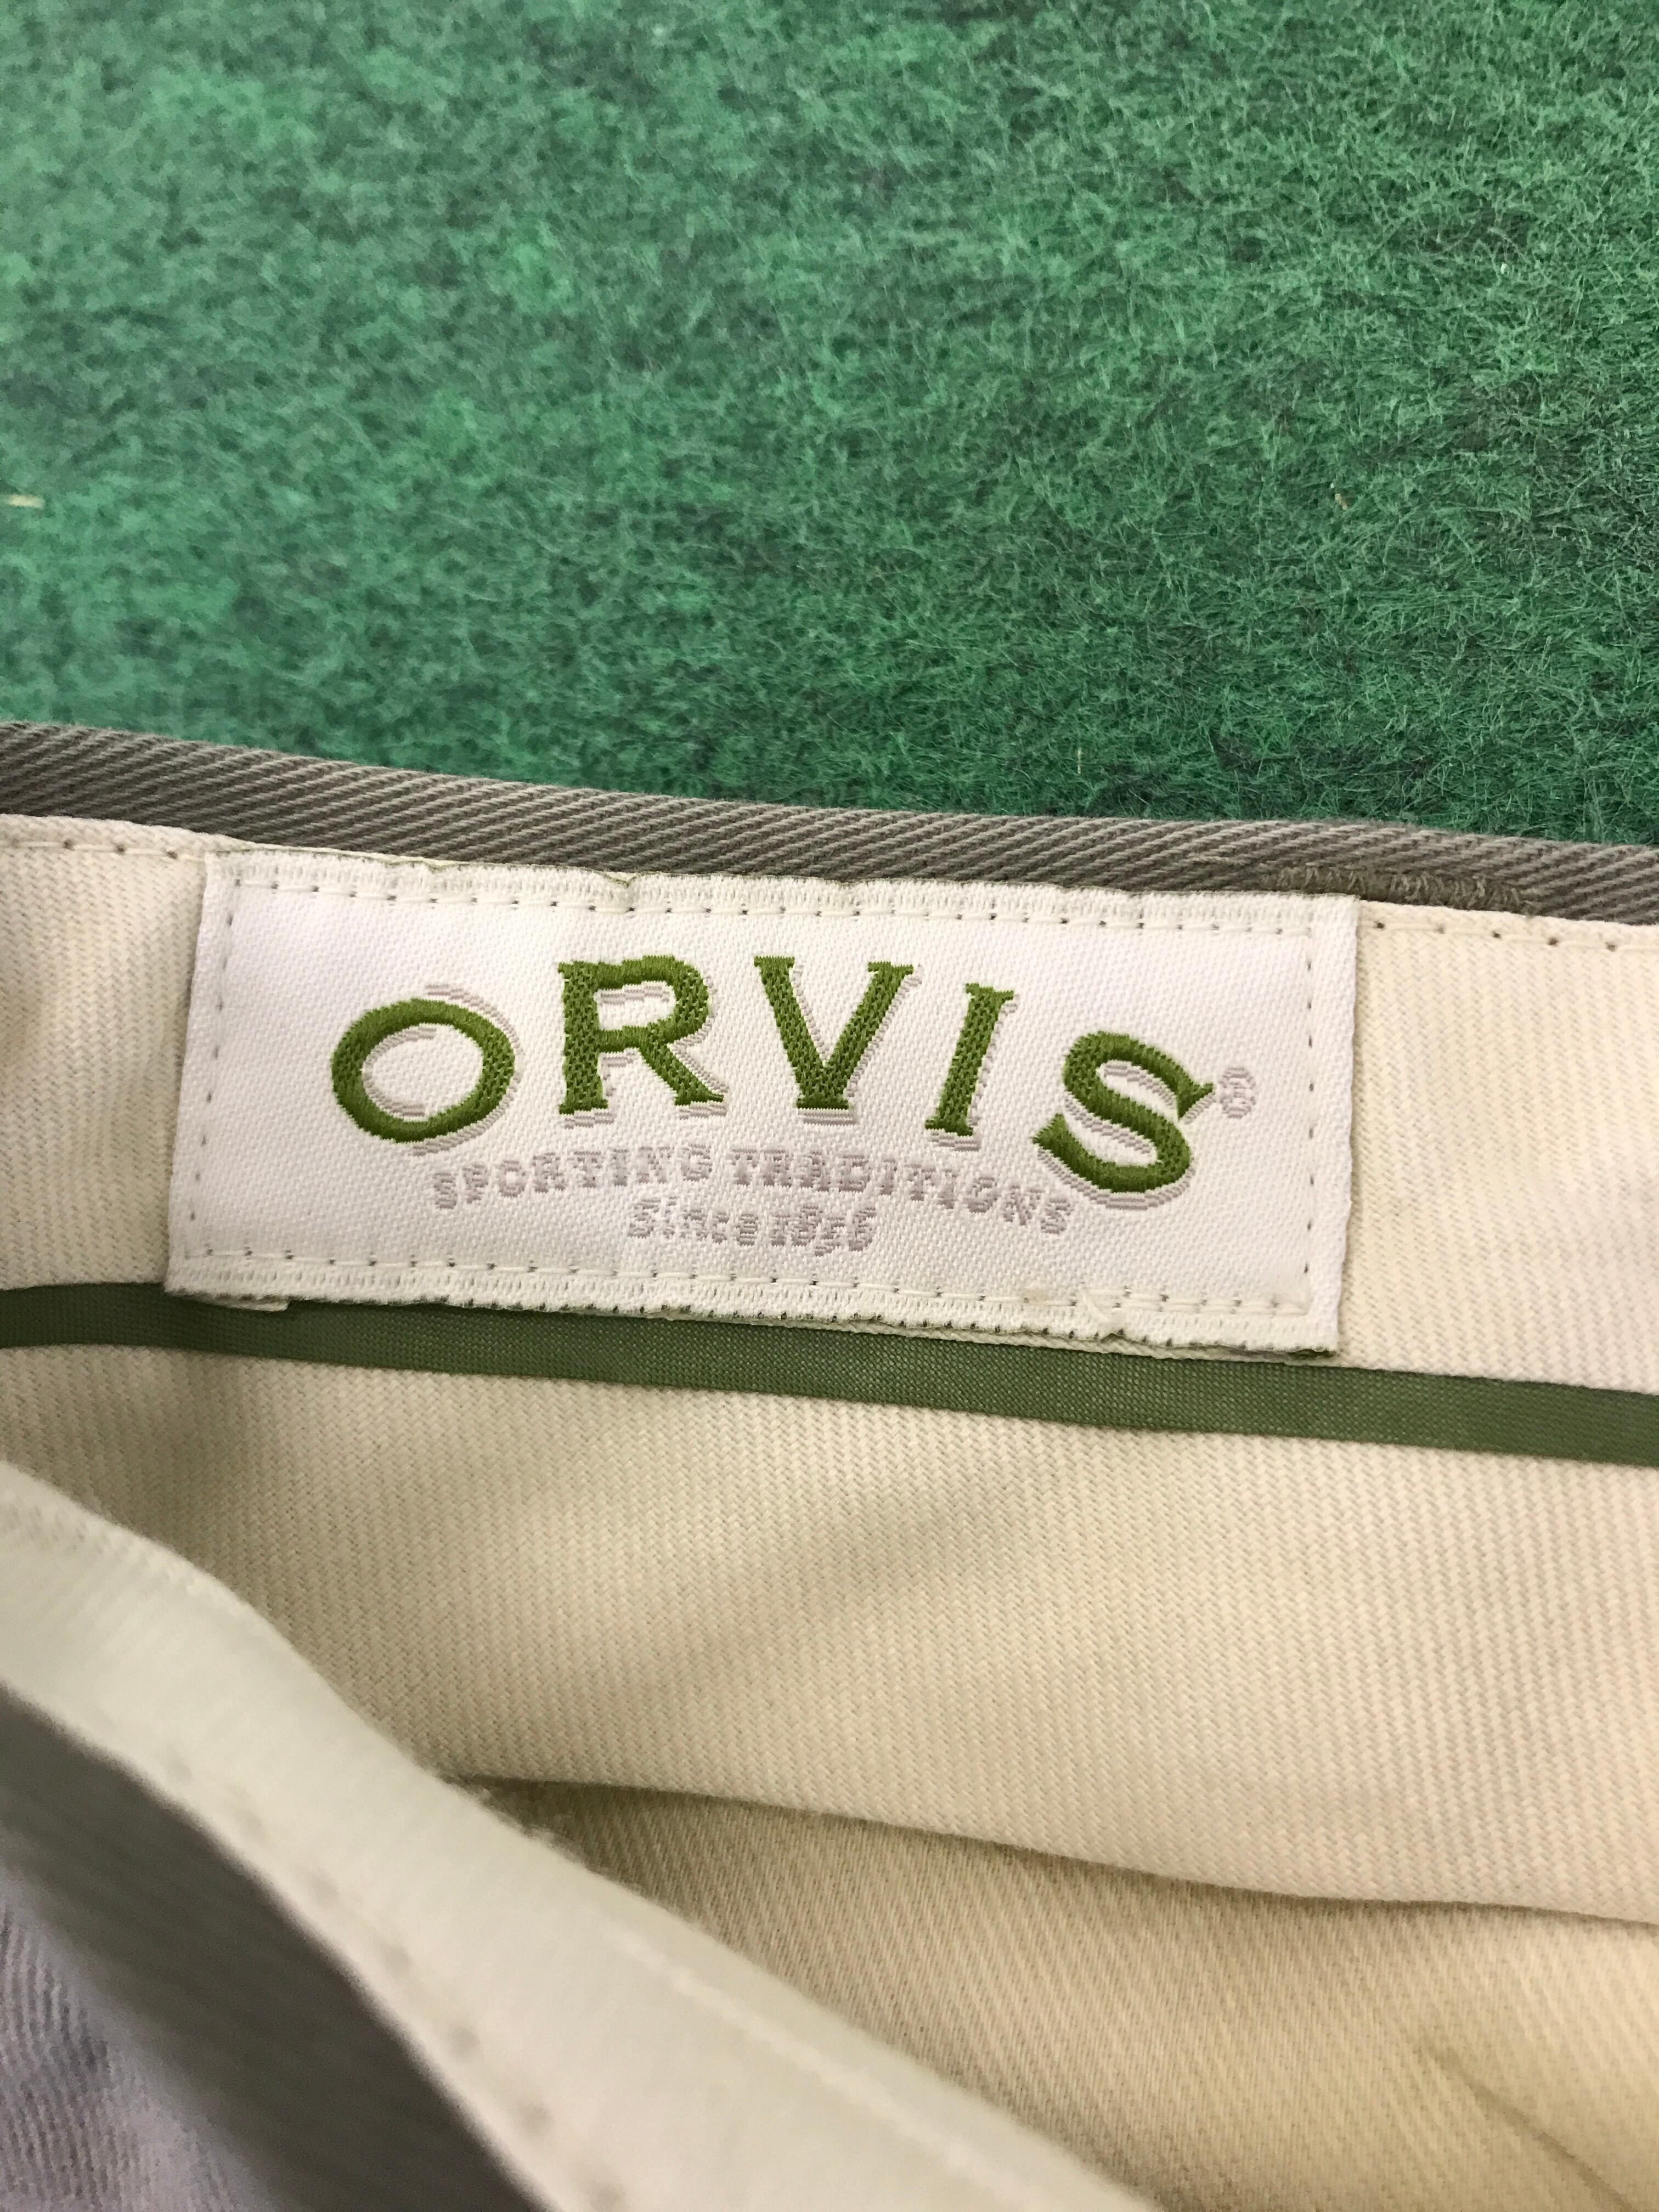 ORVIS®
SPORTING TRADITIONS
Since 1856